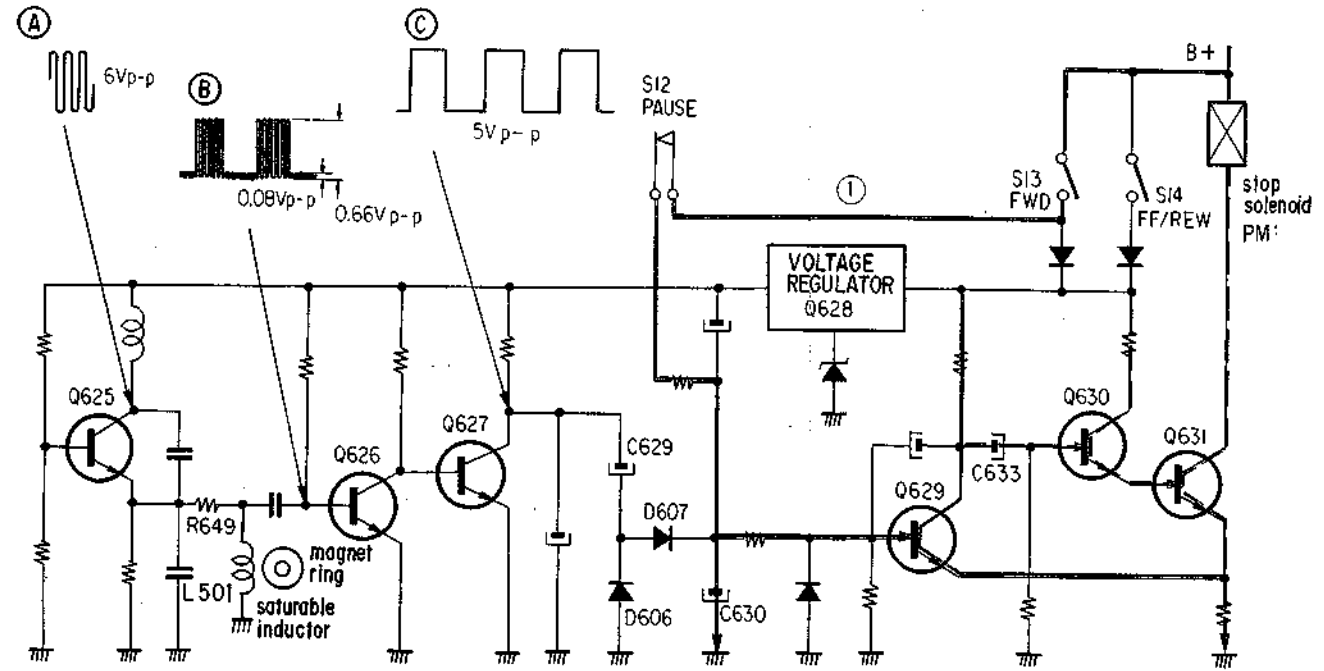 A
6Vp-p
B
0.08Vp-p
0.66Vp-p
C
5Vp-p
S12
PAUSE
1
S13
FWD
S14
FF/REW
B+
stop
solenoid
PM:
VOLTAGE
REGULATOR
Q628
Q625
Q626
Q627
R649
L501
magnet
ring
saturable
inductor
C629
D607
D606
C630
Q629
C633
Q630
Q631